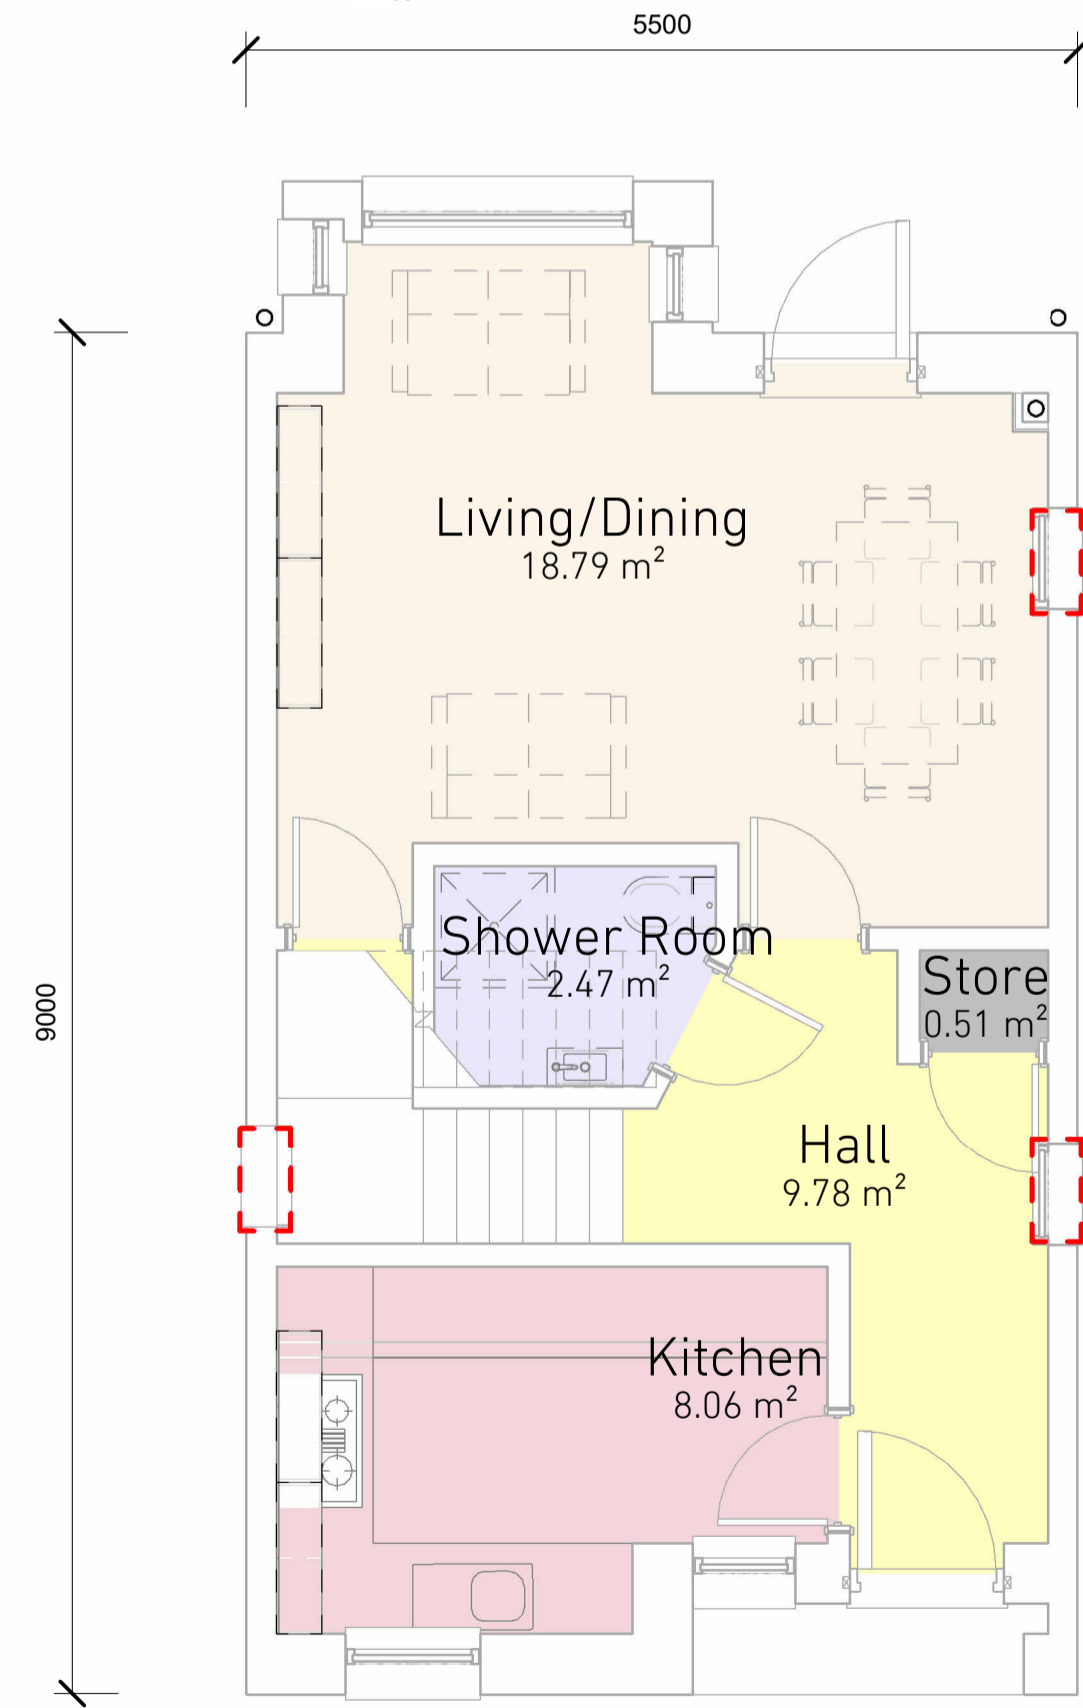 5500
Living/Dining
18.79 m²
Shower Room
2.47 m²
Store
0.51 m²
9000
Hall
9.78 m²
Kitchen
8.06 m²